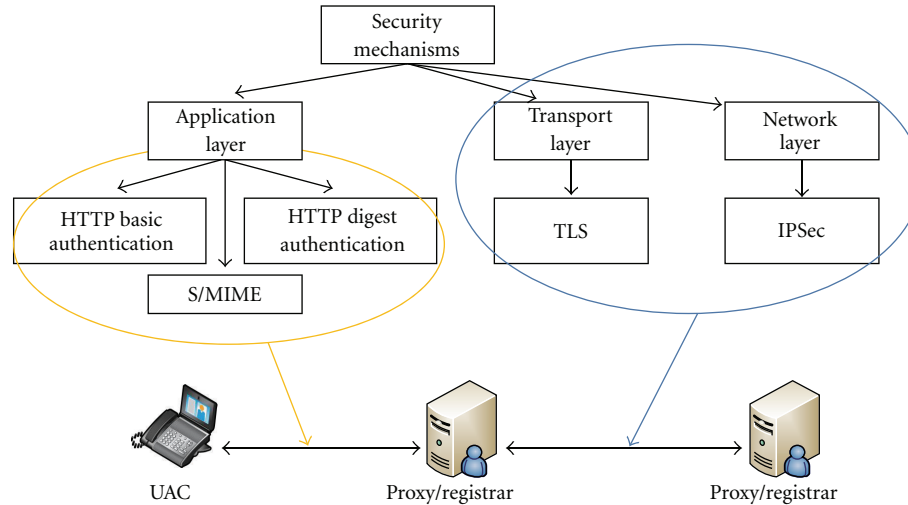 Security
mechanisms
Application
layer
Transport
layer
Network
layer
HTTP basic
authentication
HTTP digest
authentication
S/MIME
TLS
IPSec
UAC
Proxy/registrar
Proxy/registrar